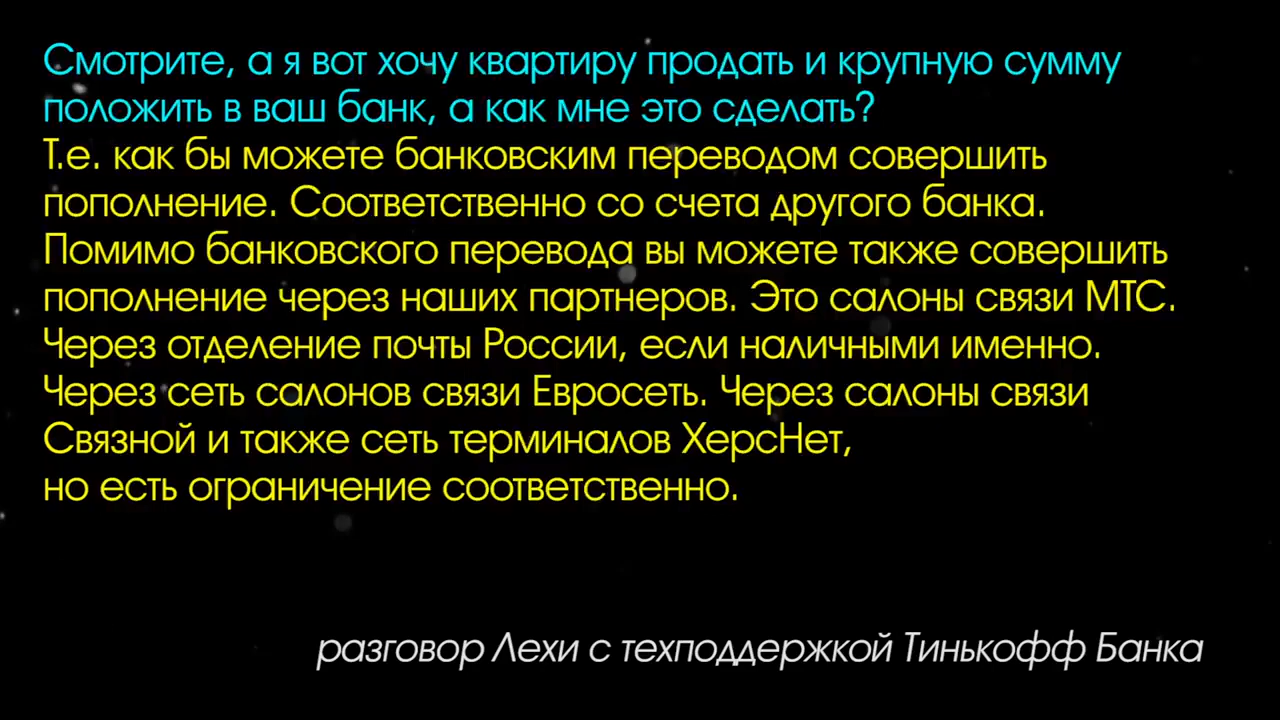 Смотрите, а я вот хочу квартиру продать и крупную сумму
положить в ваш банк, а как мне это сделать?
Т.е. как бы можете банковским переводом совершить
пополнение. Соответственно со счета другого банка.
Помимо банковского перевода вы можете также совершить
пополнение через наших партнеров. Это салоны связи МТС.
Через отделение почты России, если наличными именно.
Через сеть салонов связи Евросеть. Через салоны связи
Связной и также сеть терминалов ХерсНет,
но есть ограничение соответственно.
разговор Лехи с техподдержкой Тинькофф Банка